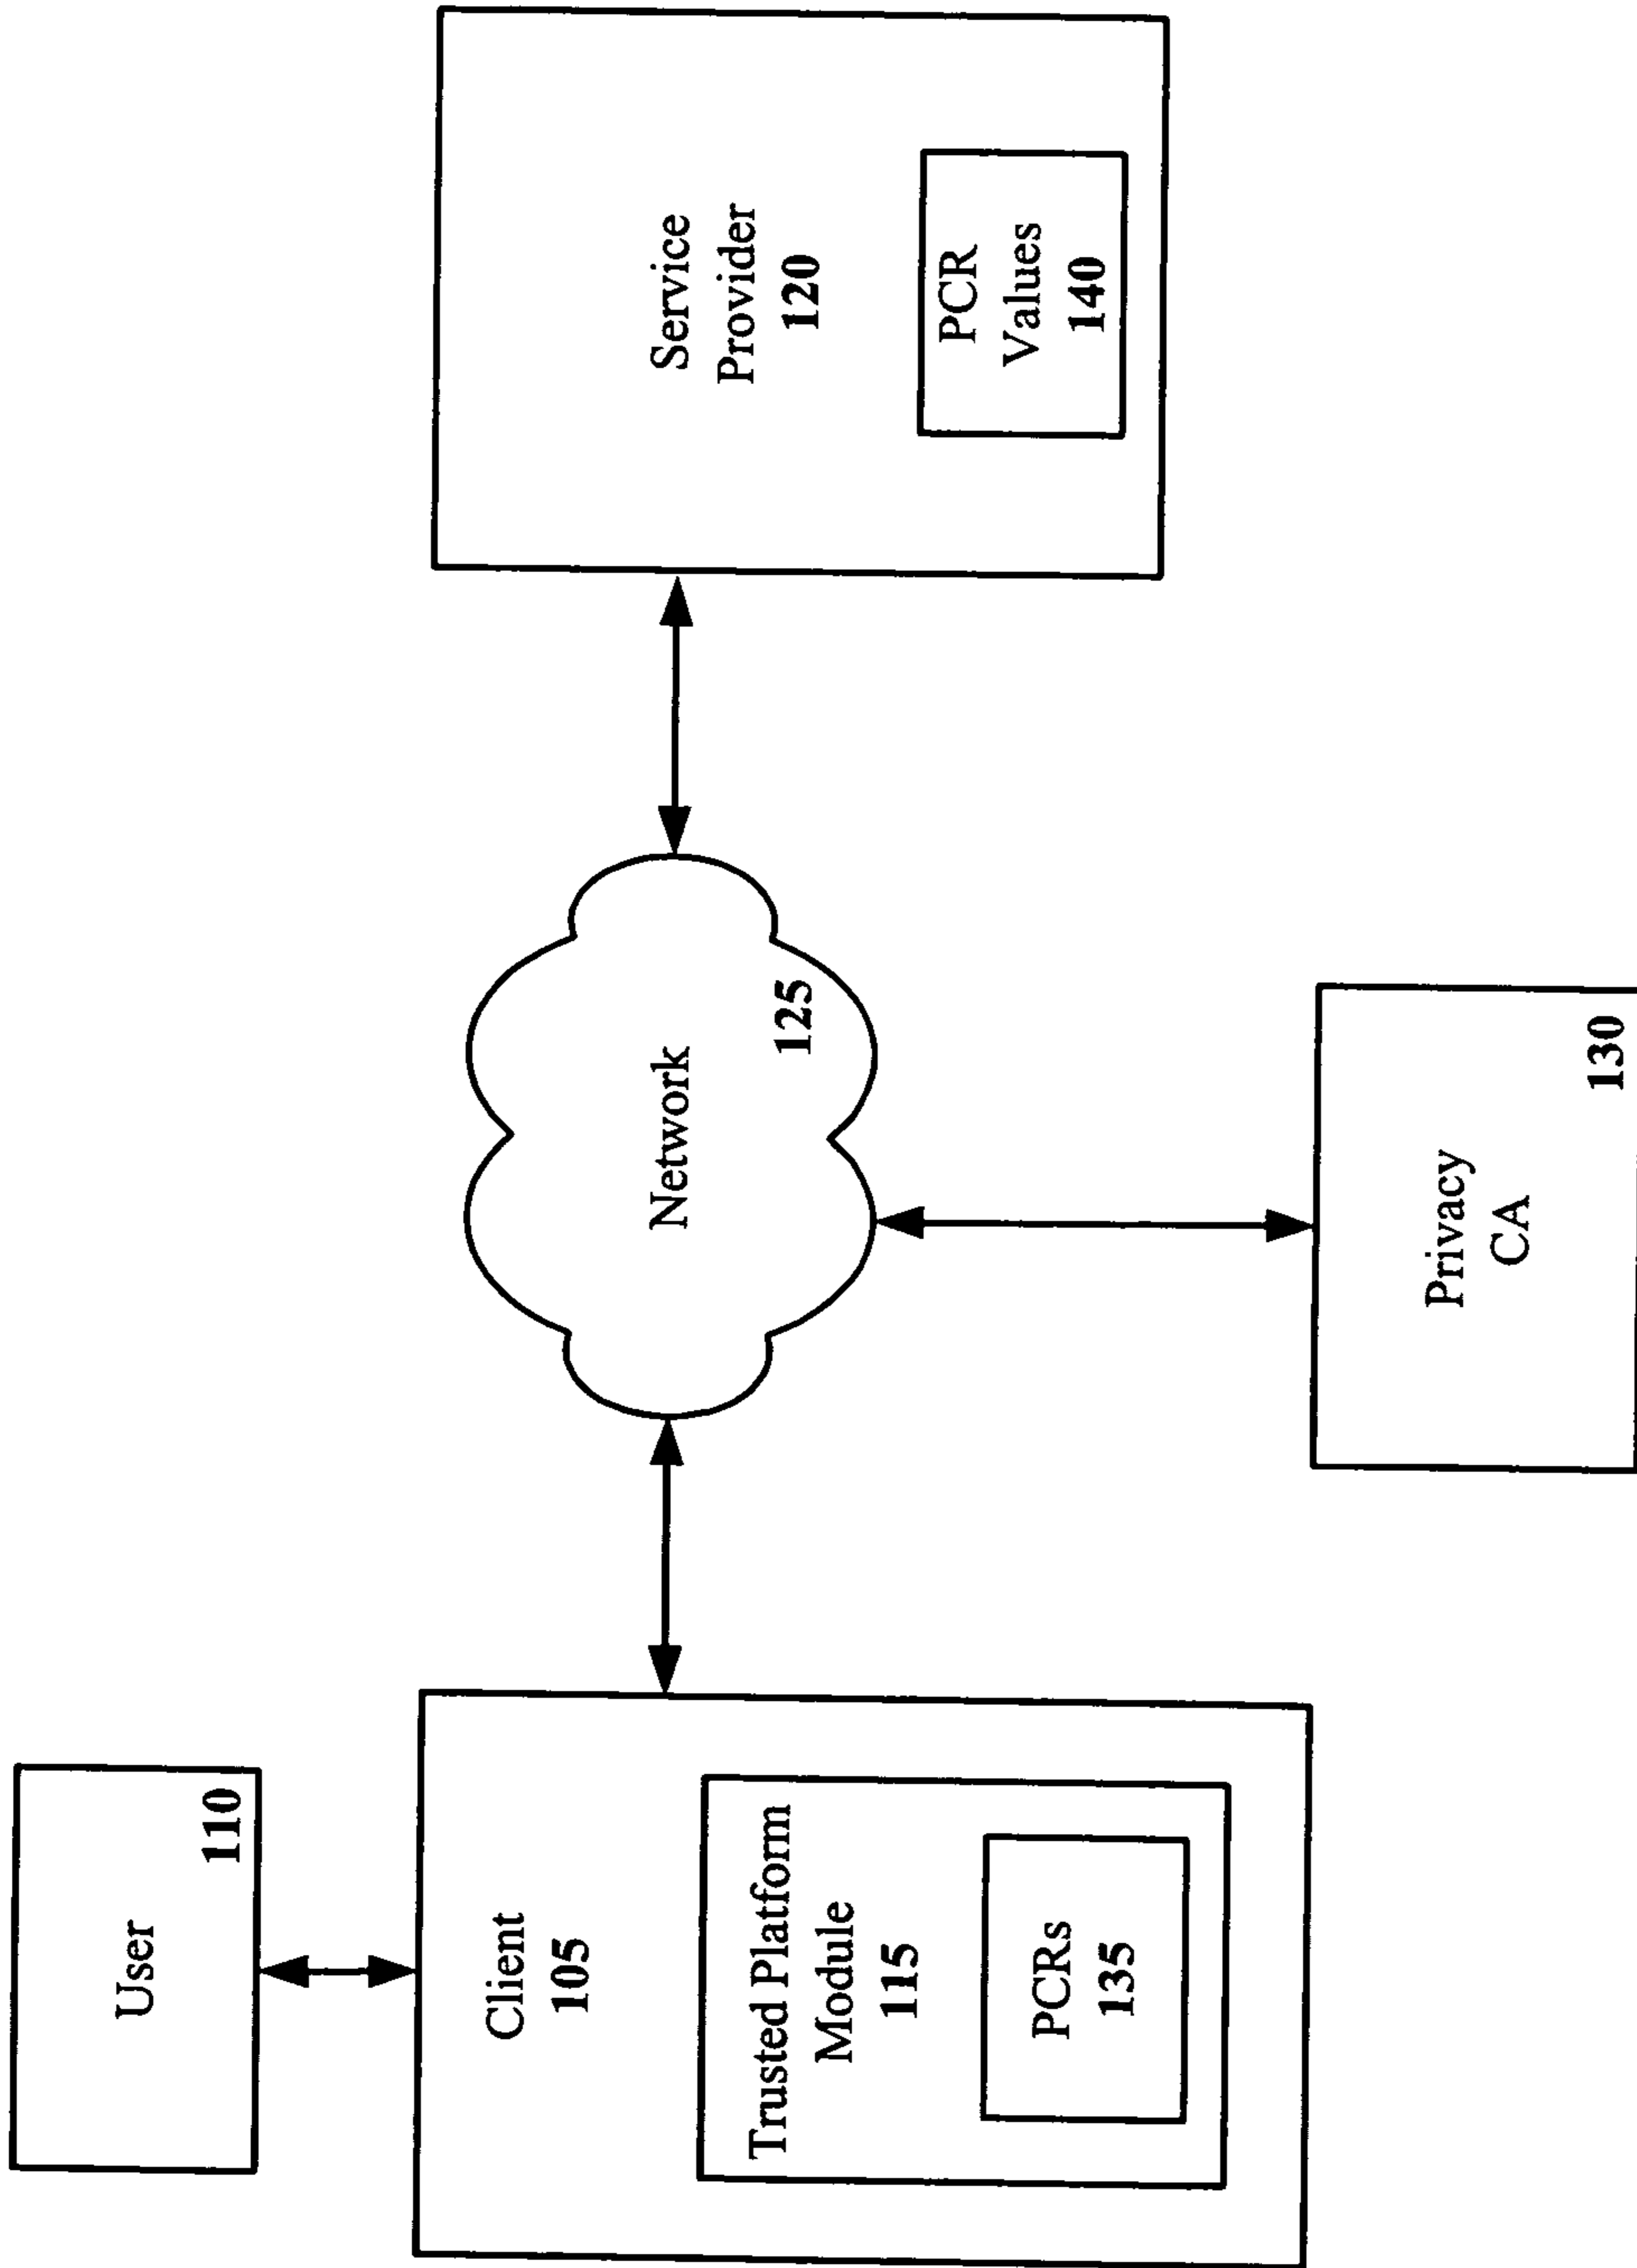 User
110
Client
105
Trusted Platform
Module
115
PCRs
135
Network
125
Privacy
CA
130
Service
Provider
120
PCR
Values
140